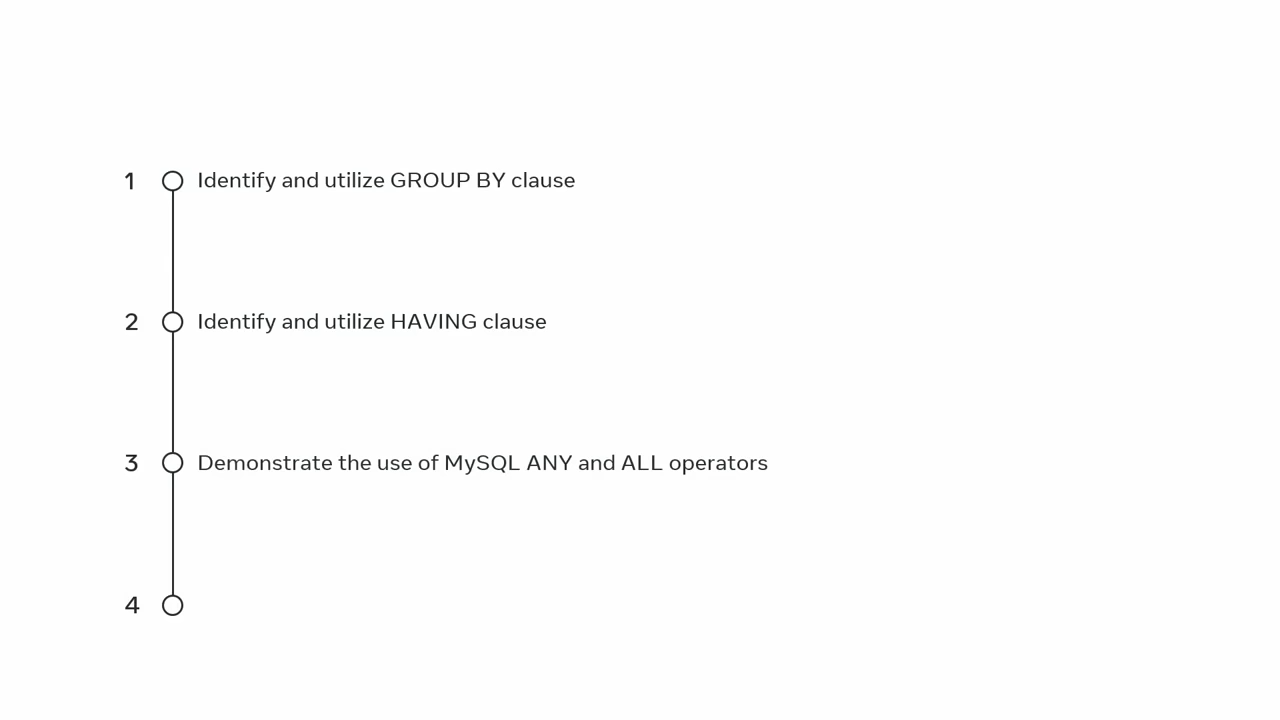 1 Identify and utilize GROUP BY clause
2 Identify and utilize HAVING clause
3 Demonstrate the use of MySQL ANY and ALL operators
4